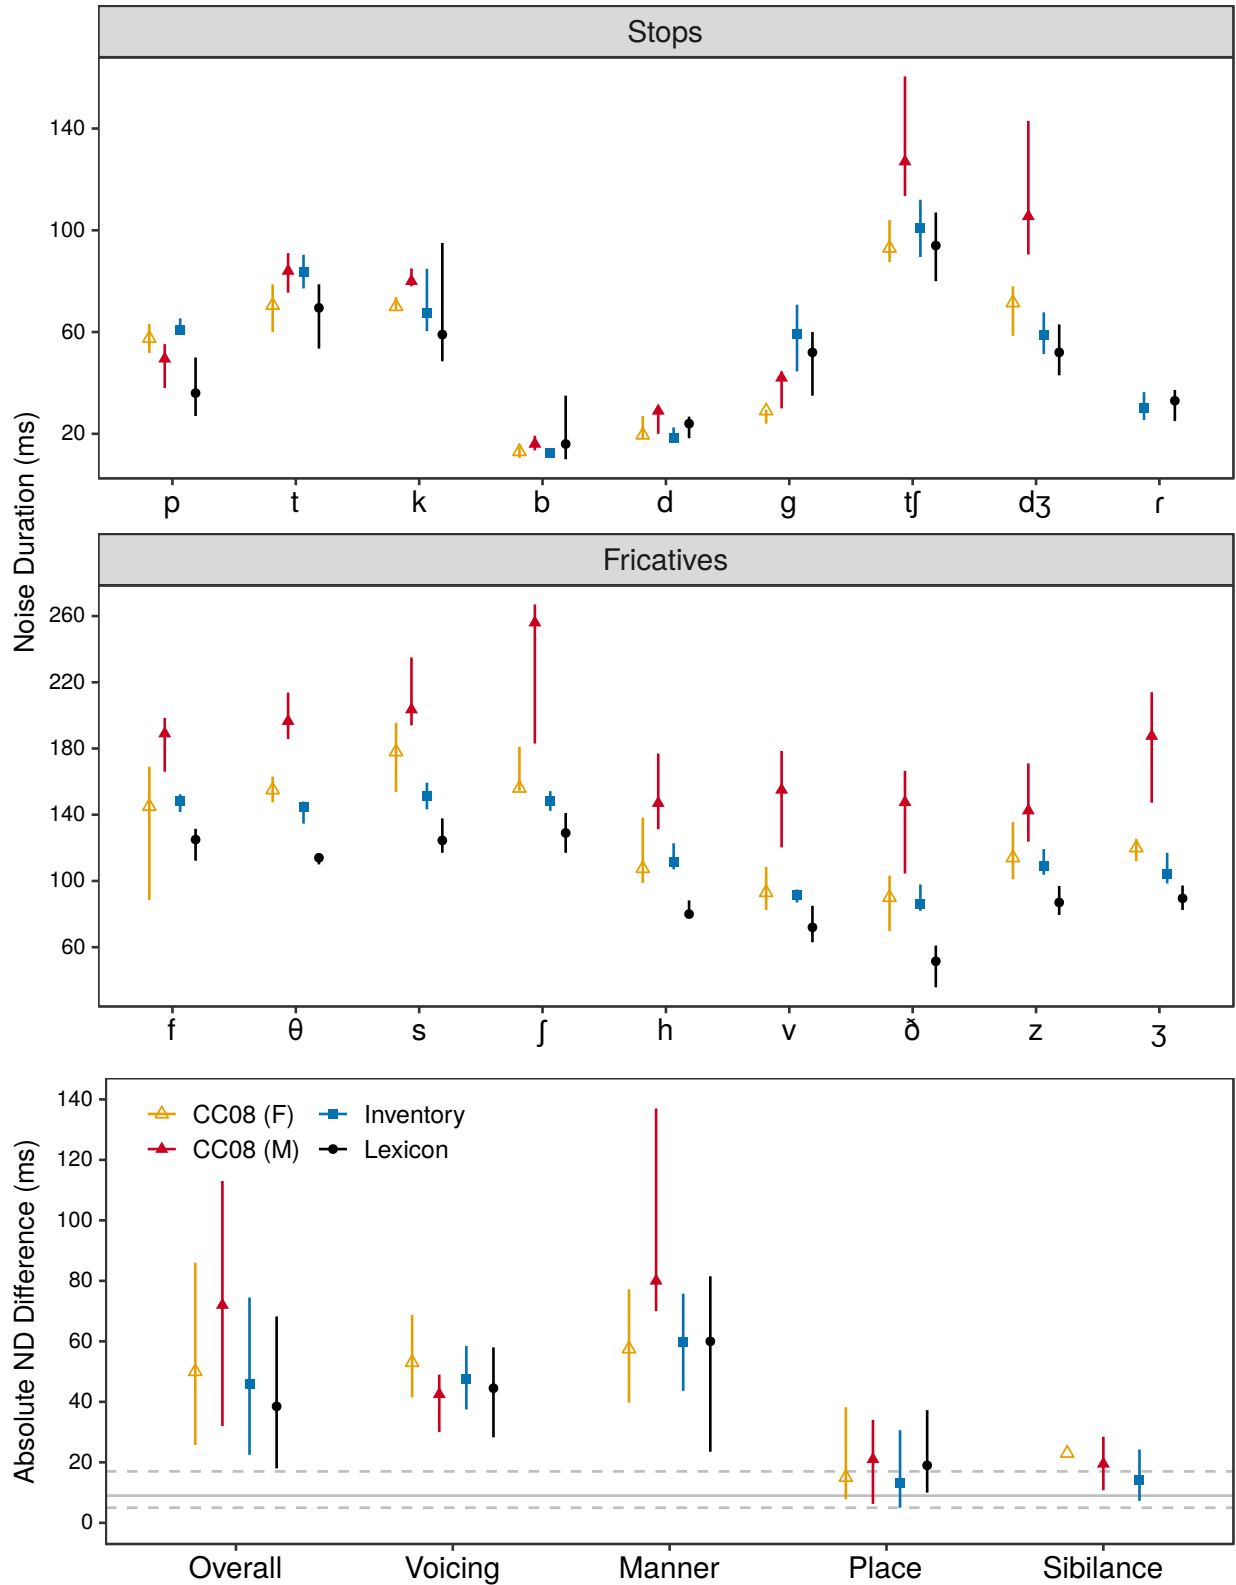 Stops
Noise Duration (ms)
140
100
60
20
p t k b d g tʃ dʒ ɾ
Fricatives
260
220
180
140
100
60
f θ s ʃ h v ð z ʒ
Absolute ND Difference (ms)
140
120
100
80
60
40
20
0
CC08 (F) Inventory
CC08 (M) Lexicon
Overall Voicing Manner Place Sibilance